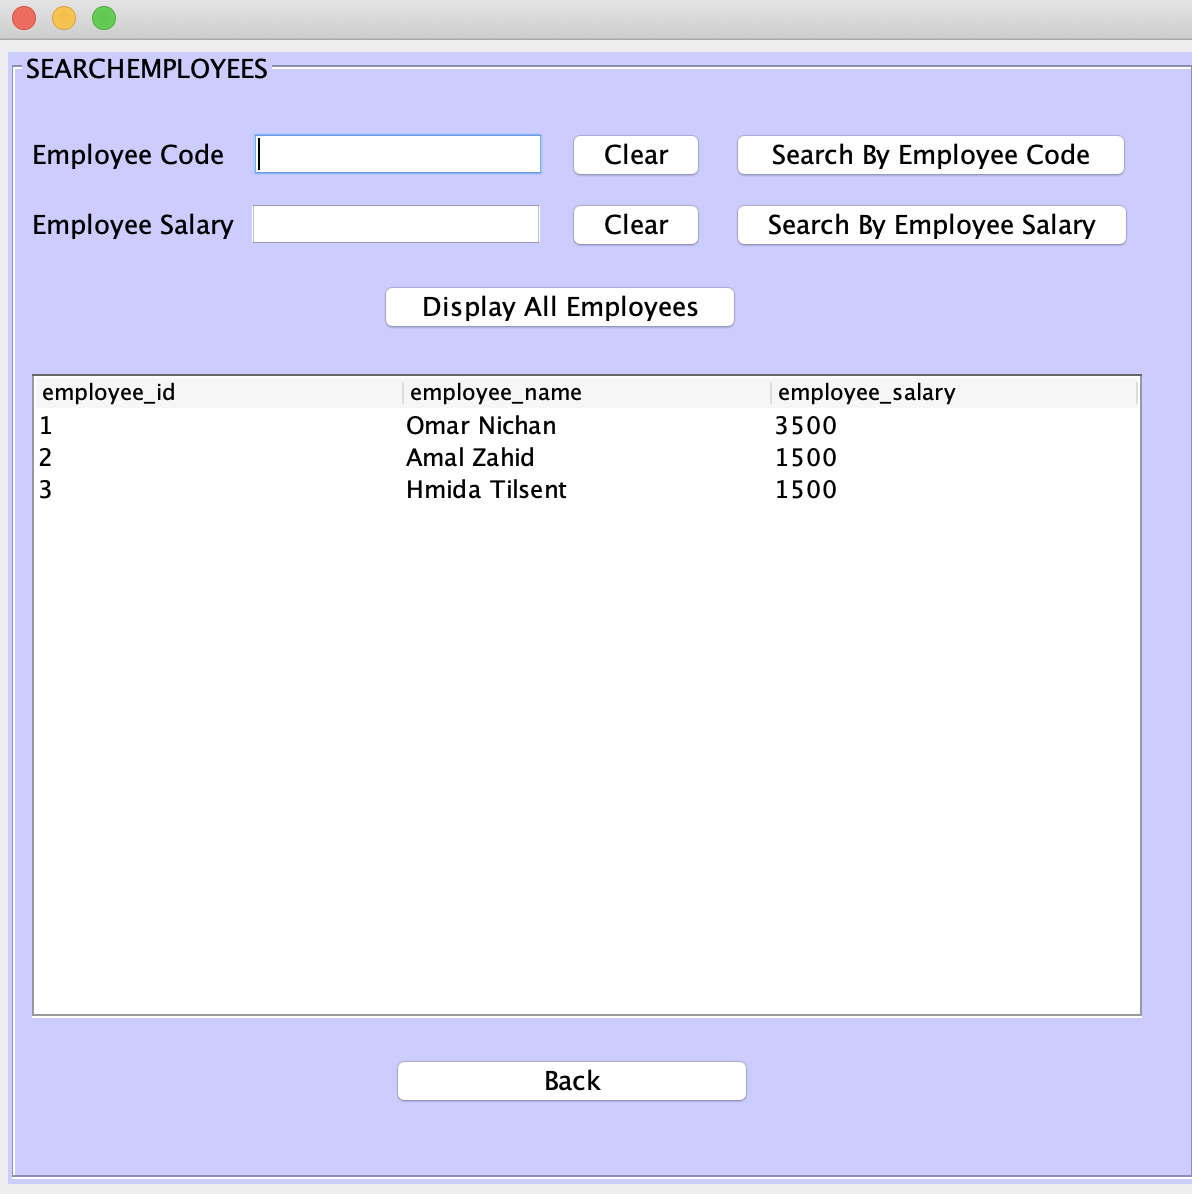 SEARCHEMPLOYEES
Employee Code Clear Search By Employee Code
Employee Salary Clear Search By Employee Salary
Display All Employees
employee_id employee_name employee_salary
1 Omar Nichan 3500
2 Amal Zahid 1500
3 Hmida Tilsent 1500
Back